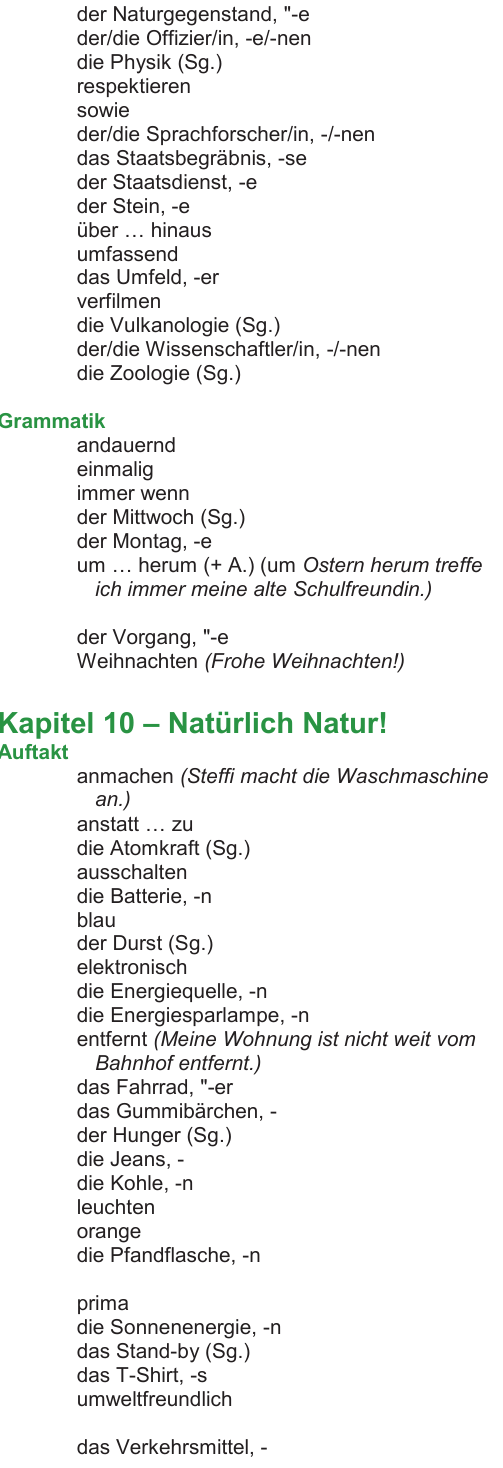 der Naturgegenstand, "-e
der/die Offizier/in, -e/-nen
die Physik (Sg.)
respektieren
sowie
der/die Sprachforscher/in, -/-nen
das Staatsbegräbnis, -se
der Staatsdienst, -e
der Stein, -e
über … hinaus
umfassend
das Umfeld, -er
verfilmen
die Vulkanologie (Sg.)
der/die Wissenschaftler/in, -/-nen
die Zoologie (Sg.)
Grammatik
andauernd
einmalig
immer wenn
der Mittwoch (Sg.)
der Montag, -e
um … herum (+ A.) (um Ostern herum treffe
ich immer meine alte Schulfreundin.)
der Vorgang, "-e
Weihnachten (Frohe Weihnachten!)
Kapitel 10 – Natürlich Natur!
Auftakt
anmachen (Steffi macht die Waschmaschine
an.)
anstatt … zu
die Atomkraft (Sg.)
ausschalten
die Batterie, -n
blau
der Durst (Sg.)
elektronisch
die Energiequelle, -n
die Energiesparlampe, -n
entfernt (Meine Wohnung ist nicht weit vom
Bahnhof entfernt.)
das Fahrrad, "-er
das Gummibärchen, -
der Hunger (Sg.)
die Jeans, -
die Kohle, -n
leuchten
orange
die Pfandflasche, -n
prima
die Sonnenenergie, -n
das Stand-by (Sg.)
das T-Shirt, -s
umweltfreundlich
das Verkehrsmittel, -